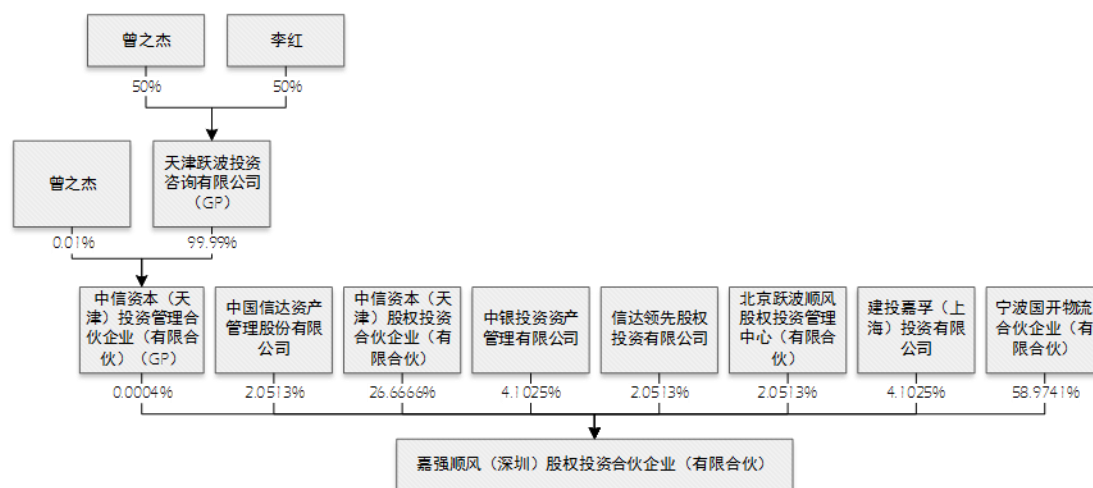 曾之杰
李红
50%
50%
曾之杰
天津跃波投资
咨询有限公司
（GP）
0.01%
99.99%
中信资本（天
津）投资管理合
伙企业（有限合
伙）（GP）
中国信达资产
管理股份有限
公司
中信资本（天
津）股权投资
合伙企业（有
限合伙）
中银投资资产
管理有限公司
信达领先股权
投资有限公司
北京跃波顺风
股权投资管理
中心（有限合
伙）
建投嘉孚（上
海）投资有限公
司
宁波国开物流
合伙企业（有
限合伙）
0.0004%
2.0513%
26.6666%
4.1025%
2.0513%
2.0513%
4.1025%
58.9741%
嘉强顺风（深圳）股权投资合伙企业（有限合伙）